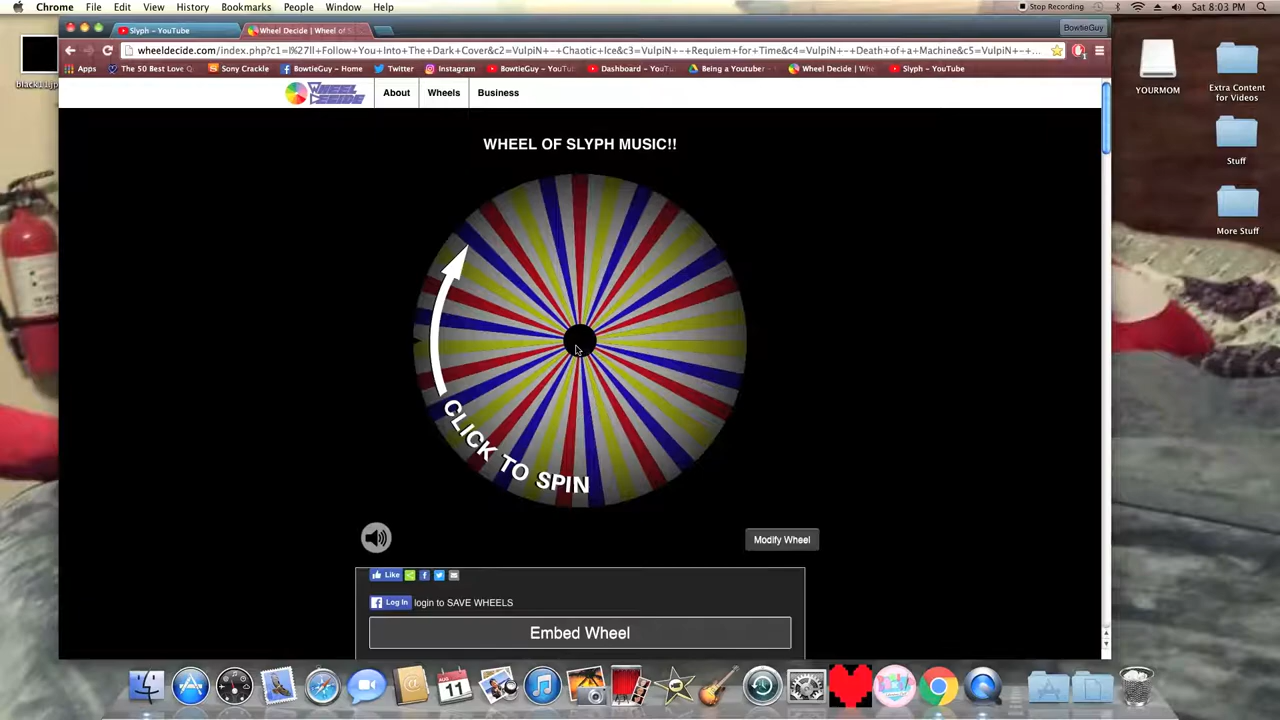 Chrome File Edit View History Bookmarks People Window Help Stop Recording Sat 8:03 PM
Slyph - YouTube Wheel Decide | Wheel of S BowtieGuy
wheeldecide.com/index.php?c1=I%27ll+Follow+You+Into+The+Dark+Cover&c2=VulpiN+-+Chaotic+Ice&c3=VulpiN+-+Requiem+for+Time&c4=VulpiN+-+Death+of+a+Machine&c5=VulpiN+-+...
Apps The 50 Best Love Q Sony Crackle BowtieGuy - Home Twitter Instagram BowtieGuy - YouTu Dashboard - YouTu Being a Youtuber - Wheel Decide | Whe Slyph - YouTube
WHEEL DECIDE About Wheels Business
WHEEL OF SLYPH MUSIC!!
CLICK TO SPIN
Modify Wheel
Like
Log In login to SAVE WHEELS
Embed Wheel
YOURMOM
Extra Content
for Videos
Stuff
More Stuff
AUG
11